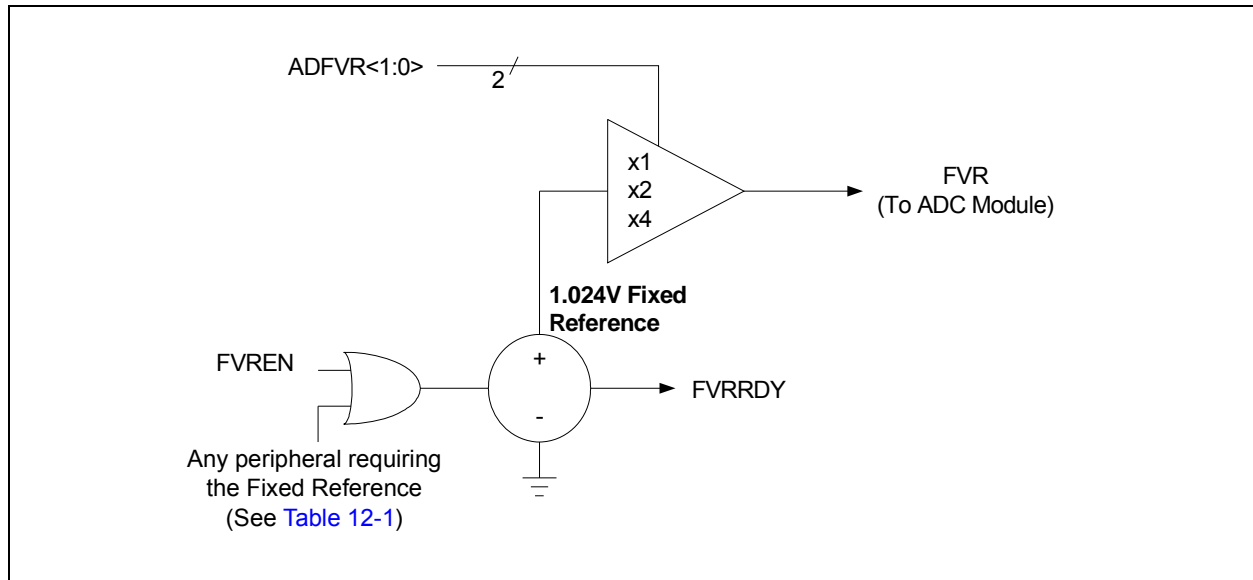 ADFVR<1:0>
2
x1
x2
x4
FVR
(To ADC Module)
1.024V Fixed
Reference
+
-
FVREN
FVRRDY
Any peripheral requiring
the Fixed Reference
(See Table 12-1)